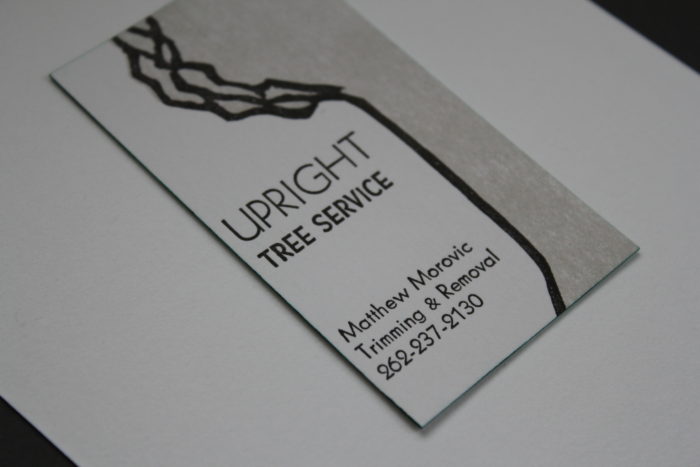 UPRIGHT
TREE SERVICE
Matthew Morovic
Trimming & Removal
262-237-2130